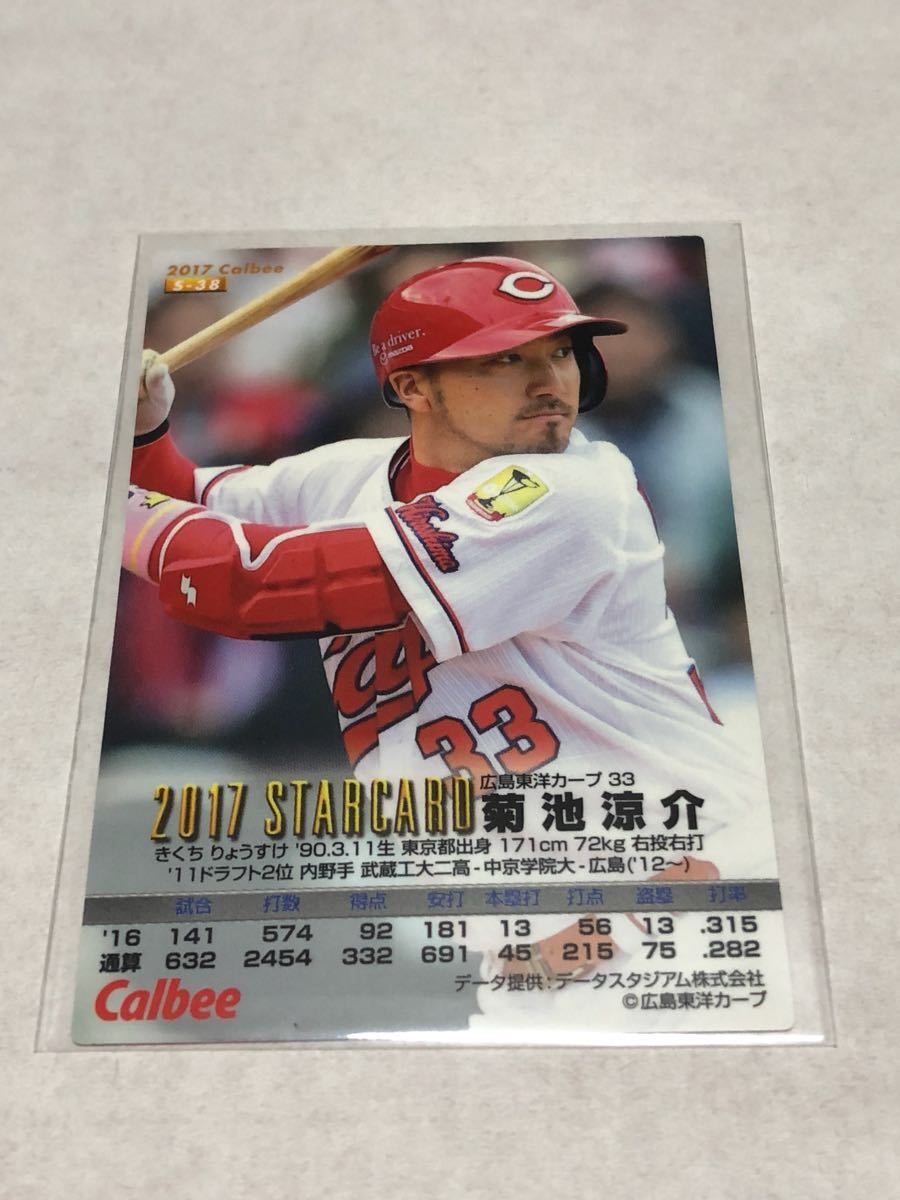 2017 Calbee
S-38
Be a driver.
mazda
C
Hiroshima
33
2017 STARCARD
広島東洋カープ 33
菊池涼介
きくち りょうすけ '90.3.11生 東京都出身 171cm 72kg 右投右打
'11ドラフト2位 内野手 武蔵工大二高-中京学院大-広島('12〜)
試合 打数 得点 安打 本塁打 打点 盗塁 打率
'16 141 574 92 181 13 56 13 .315
通算 632 2454 332 691 45 215 75 .282
Calbee
データ提供:データスタジアム株式会社
©広島東洋カープ